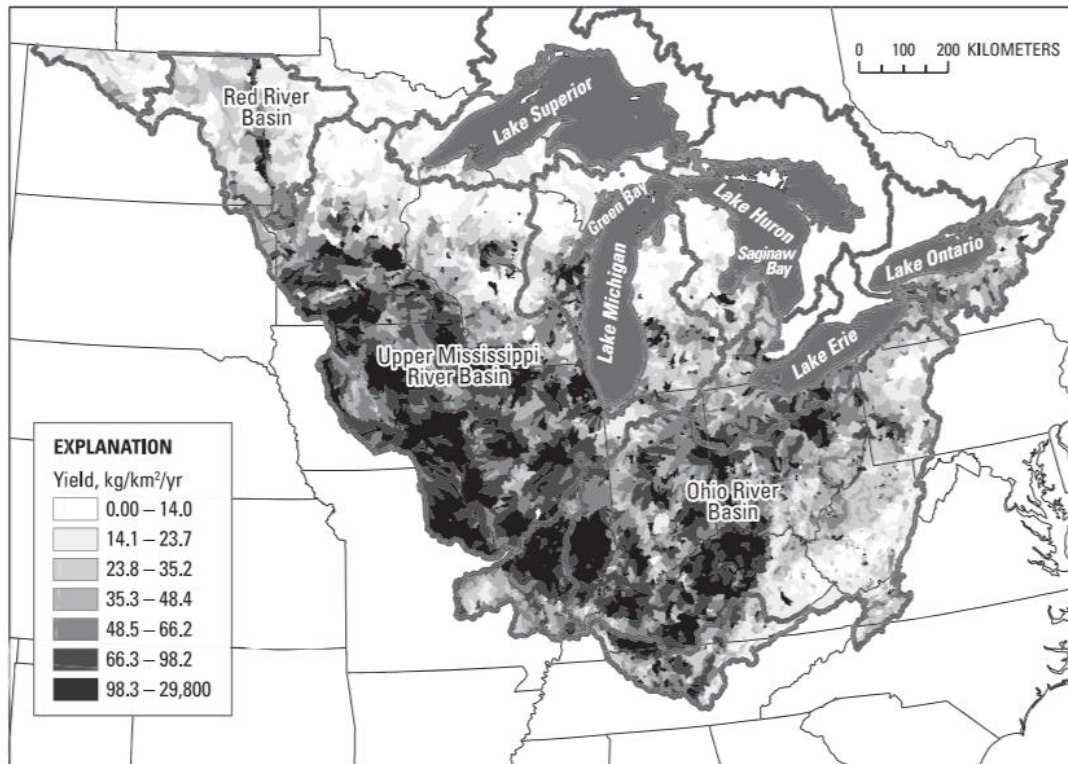 0 100 200 KILOMETERS
Red River
Basin
Lake Superior
Green Bay
Lake Huron
Saginaw
Bay
Lake Ontario
Lake Michigan
Lake Erie
Upper Mississippi
River Basin
Ohio River
Basin
EXPLANATION
Yield, kg/km²/yr
0.00 – 14.0
14.1 – 23.7
23.8 – 35.2
35.3 – 48.4
48.5 – 66.2
66.3 – 98.2
98.3 – 29,800